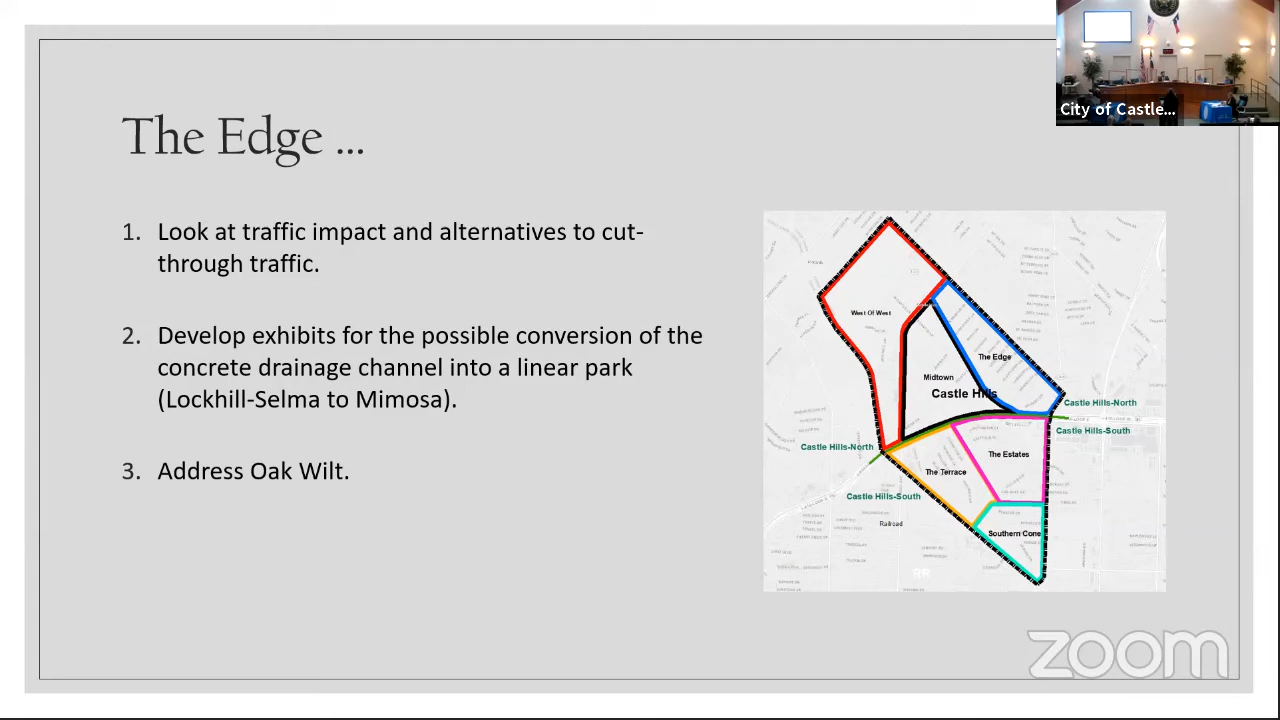 City of Castle...
The Edge ...
1. Look at traffic impact and alternatives to cut-
through traffic.
2. Develop exhibits for the possible conversion of the
concrete drainage channel into a linear park
(Lockhill-Selma to Mimosa).
3. Address Oak Wilt.
West Of West
The Edge
Midtown
Castle Hills
Castle Hills-North
Castle Hills-South
Castle Hills-North
The Estates
The Terrace
Castle Hills-South
Railroad
Southern Cone
RR
zoom